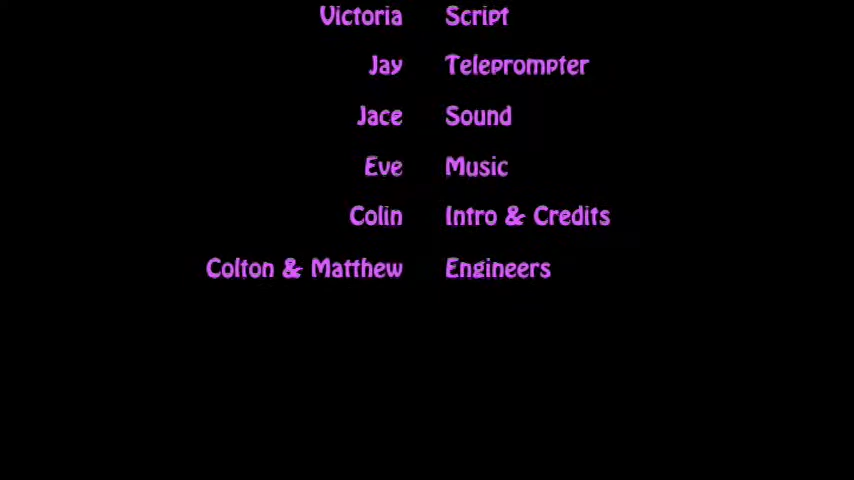 Victoria Script
Jay Teleprompter
Jace Sound
Eve Music
Colin Intro & Credits
Colton & Matthew Engineers